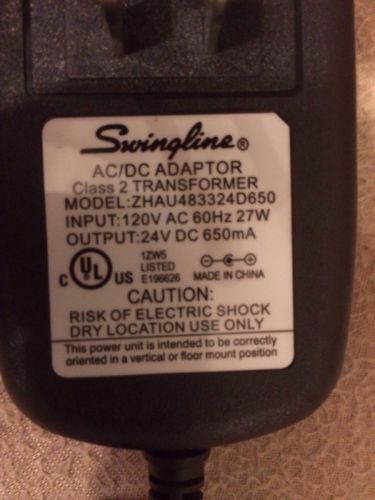 Swingline®
AC/DC ADAPTOR
Class 2 TRANSFORMER
MODEL:ZHAU483324D650
INPUT:120V AC 60Hz 27W
OUTPUT:24V DC 650mA
C UL US
1ZW5
LISTED
E196626
MADE IN CHINA
CAUTION:
RISK OF ELECTRIC SHOCK
DRY LOCATION USE ONLY
This power unit is intended to be correctly
oriented in a vertical or floor mount position